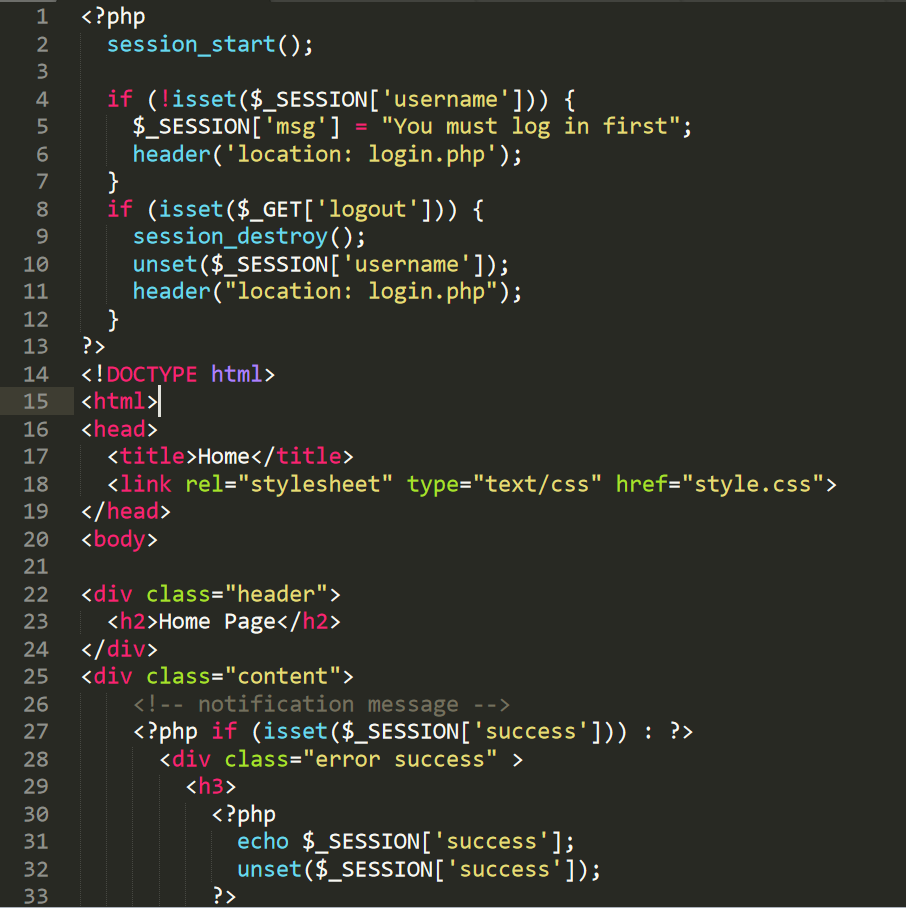 1 <?php
2   session_start();
3
4   if (!isset($_SESSION['username'])) {
5     $_SESSION['msg'] = "You must log in first";
6     header('location: login.php');
7   }
8   if (isset($_GET['logout'])) {
9     session_destroy();
10     unset($_SESSION['username']);
11     header("location: login.php");
12   }
13 ?>
14 <!DOCTYPE html>
15 <html>
16 <head>
17   <title>Home</title>
18   <link rel="stylesheet" type="text/css" href="style.css">
19 </head>
20 <body>
21
22 <div class="header">
23   <h2>Home Page</h2>
24 </div>
25 <div class="content">
26     <!-- notification message -->
27     <?php if (isset($_SESSION['success'])) : ?>
28       <div class="error success" >
29         <h3>
30           <?php
31             echo $_SESSION['success'];
32             unset($_SESSION['success']);
33           ?>